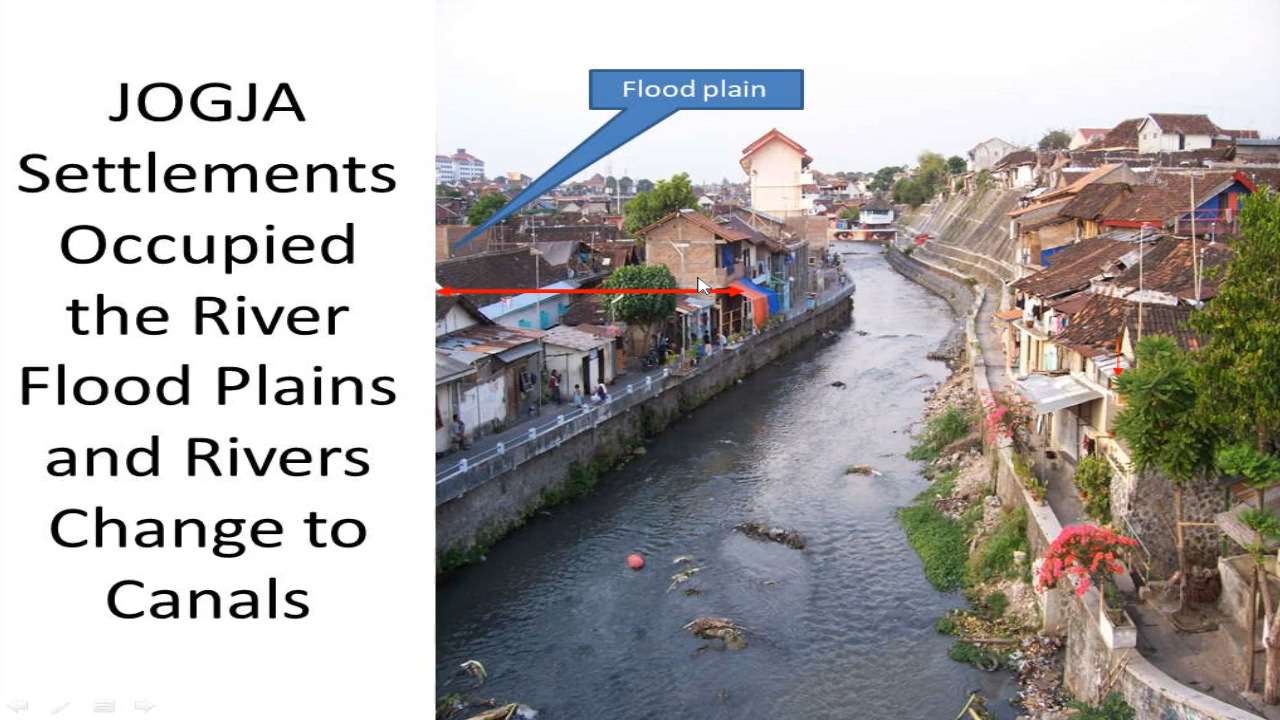 JOGJA
Settlements
Occupied
the River
Flood Plains
and Rivers
Change to
Canals
Flood plain